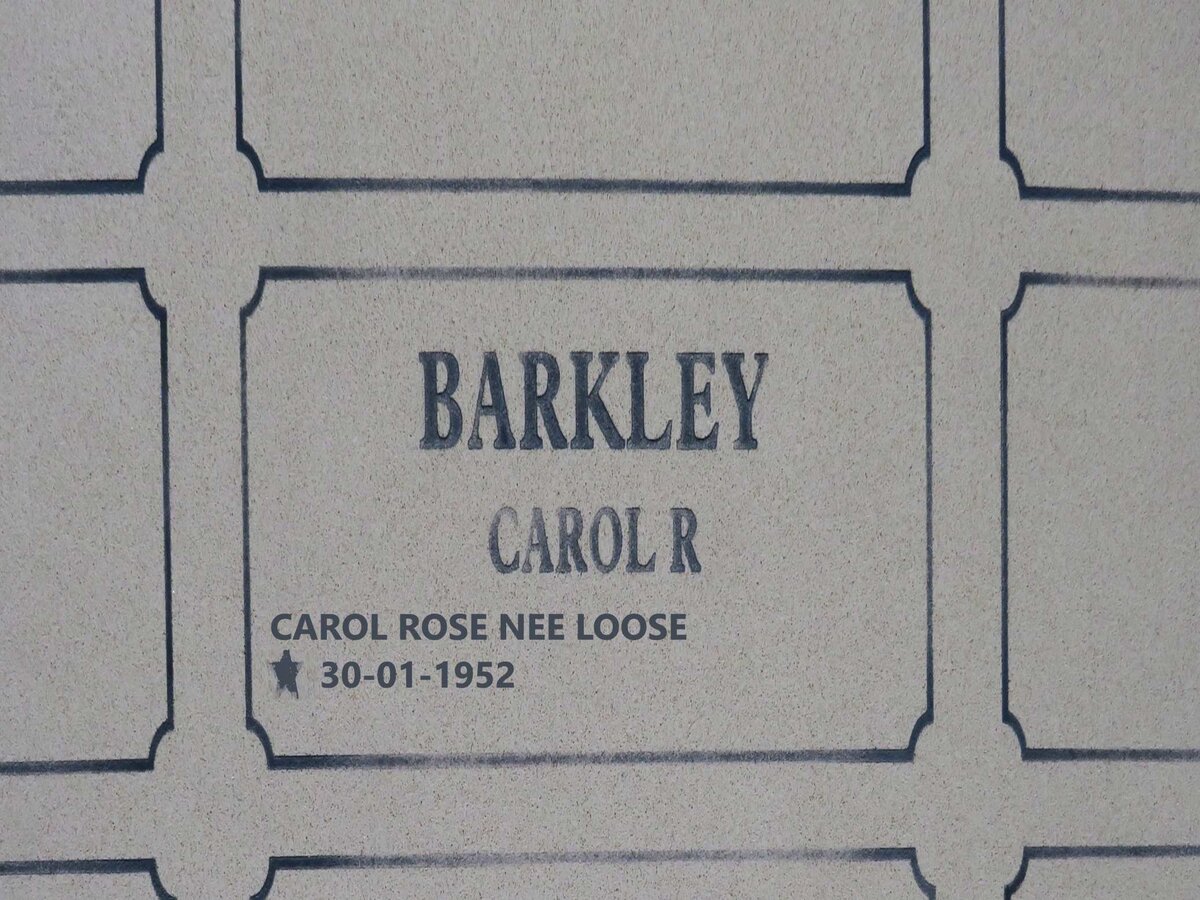 BARKLEY
CAROL R
CAROL ROSE NEE LOOSE
30-01-1952